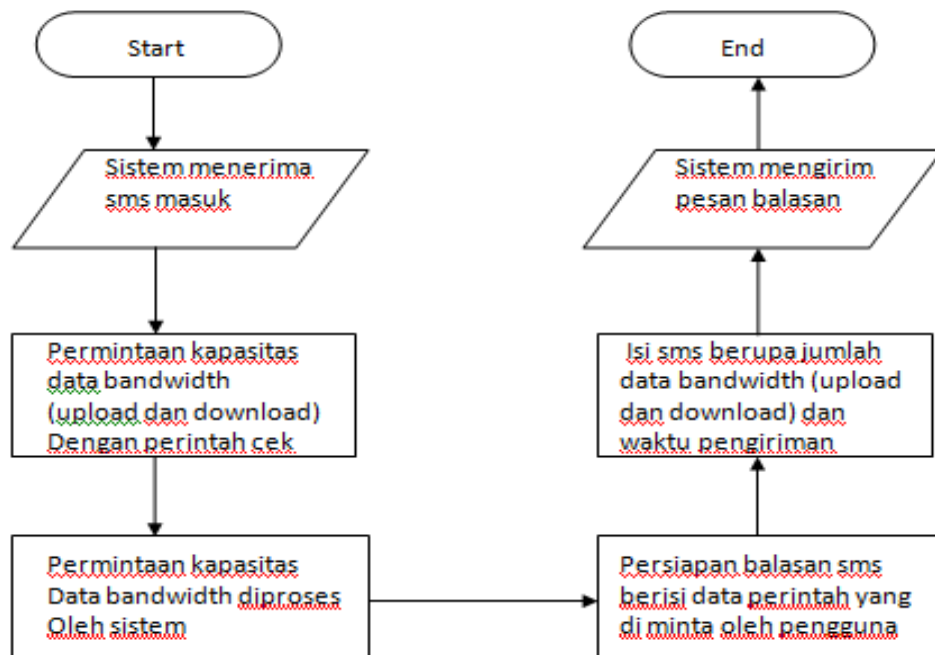 Start
Sistem menerima
sms masuk
Permintaan kapasitas
data bandwidth
(upload dan download)
Dengan perintah cek
Permintaan kapasitas
Data bandwidth diproses
Oleh sistem
Persiapan balasan sms
berisi data perintah yang
di minta oleh pengguna
Isi sms berupa jumlah
data bandwidth (upload
dan download) dan
waktu pengiriman
Sistem mengirim
pesan balasan
End